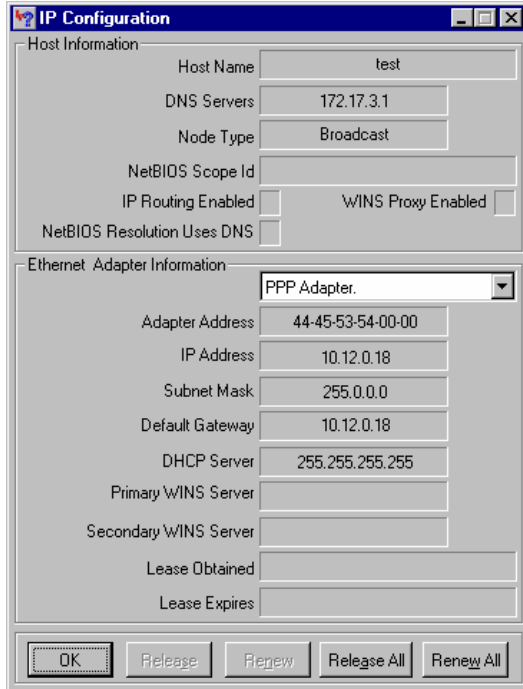 IP Configuration
Host Information
Host Name test
DNS Servers 172.17.3.1
Node Type Broadcast
NetBIOS Scope Id
IP Routing Enabled WINS Proxy Enabled
NetBIOS Resolution Uses DNS
Ethernet Adapter Information
PPP Adapter.
Adapter Address 44-45-53-54-00-00
IP Address 10.12.0.18
Subnet Mask 255.0.0.0
Default Gateway 10.12.0.18
DHCP Server 255.255.255.255
Primary WINS Server
Secondary WINS Server
Lease Obtained
Lease Expires
OK Release Renew Release All Renew All